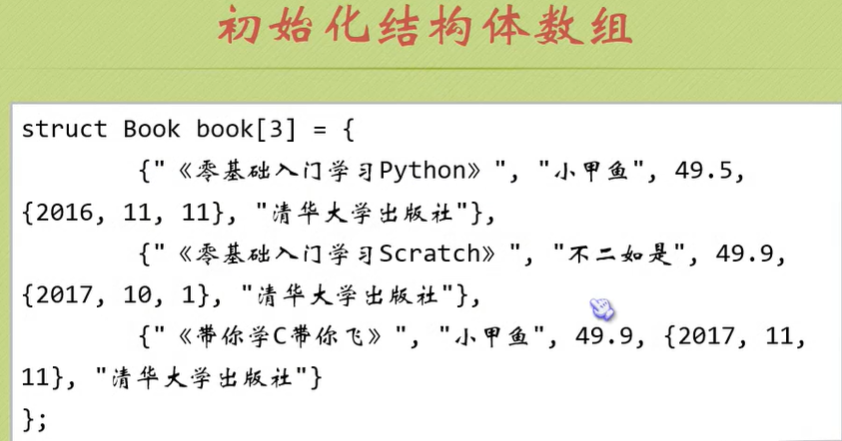 初始化结构体数组
struct Book book[3] = {
{"《零基础入门学习Python》", "小甲鱼", 49.5,
{2016, 11, 11}, "清华大学出版社"},
{"《零基础入门学习Scratch》", "不二如是", 49.9,
{2017, 10, 1}, "清华大学出版社"},
{"《带你学C带你飞》", "小甲鱼", 49.9, {2017, 11,
11}, "清华大学出版社"}
};